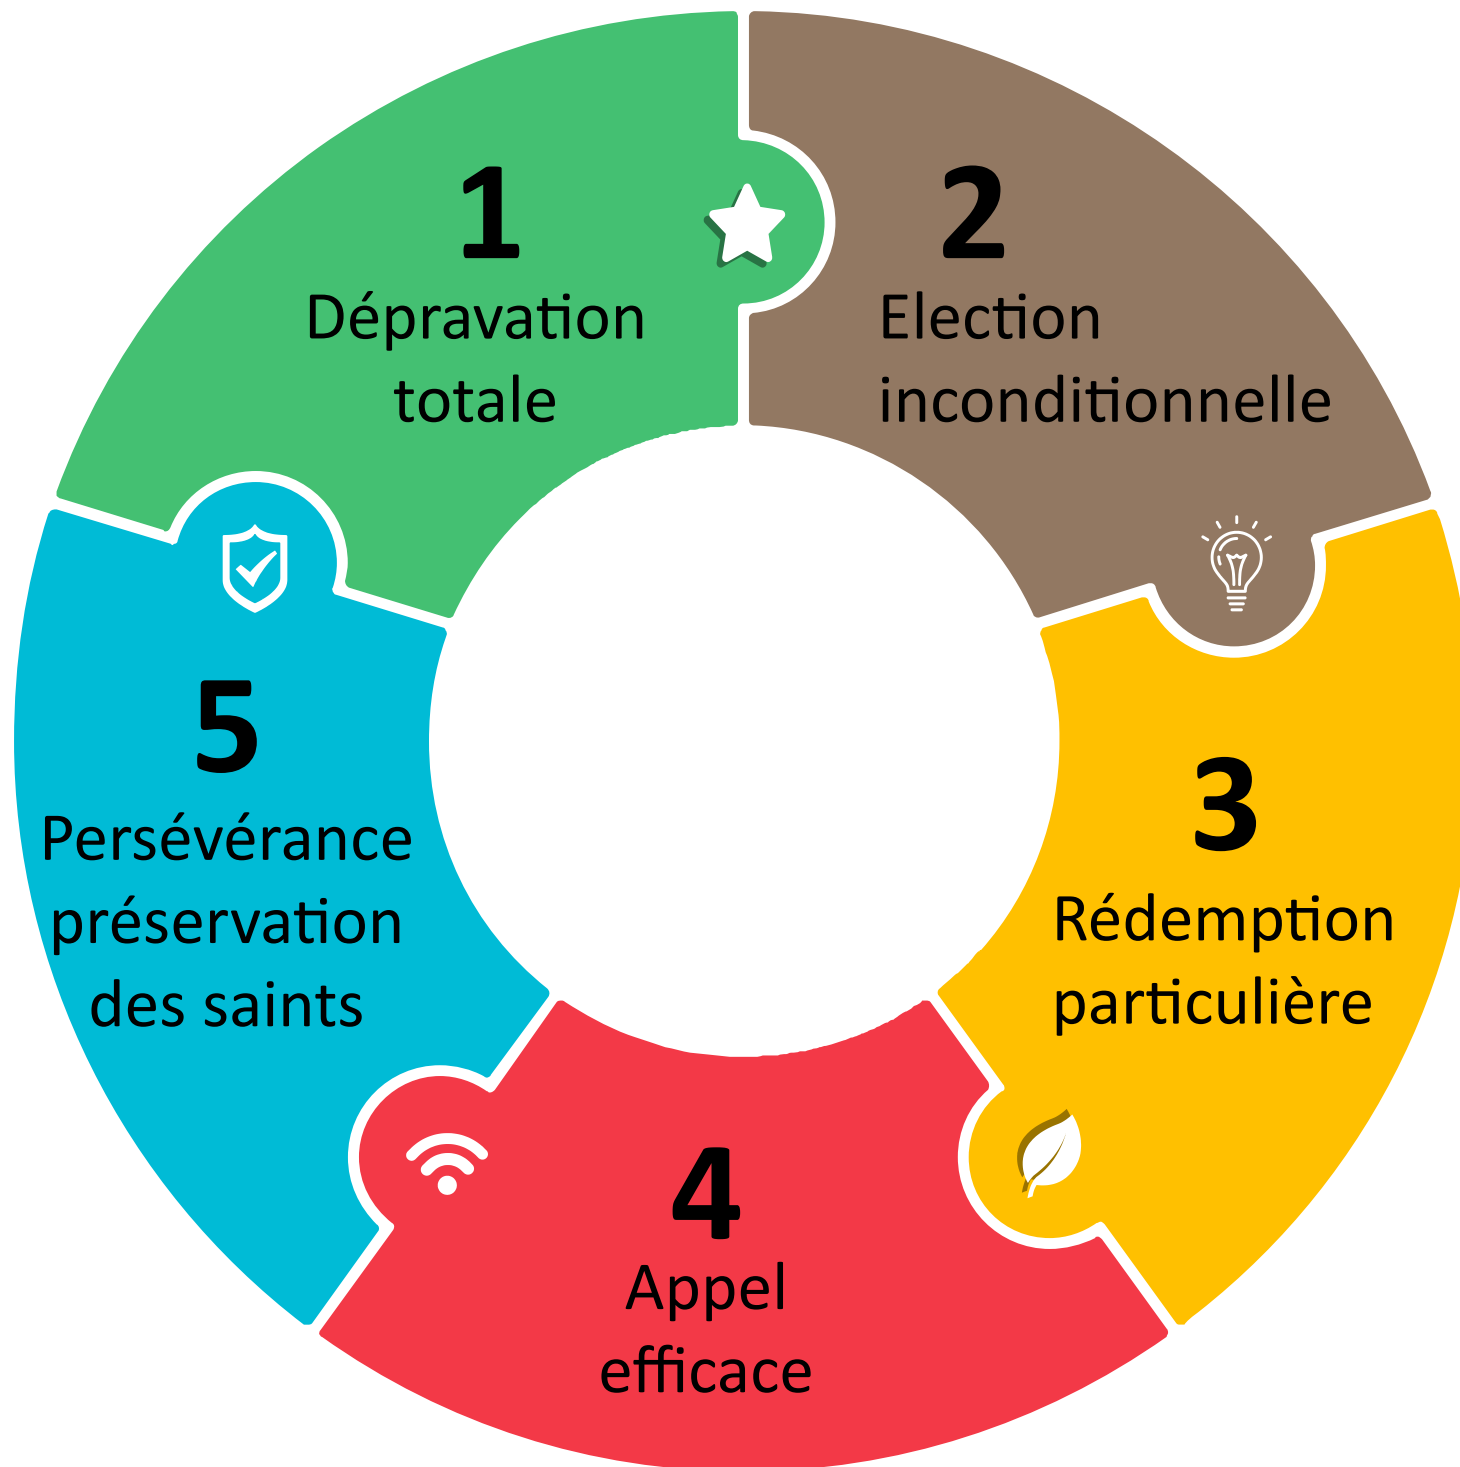 1
Dépravation
totale
2
Election
inconditionnelle
3
Rédemption
particulière
4
Appel
efficace
5
Persévérance
préservation
des saints